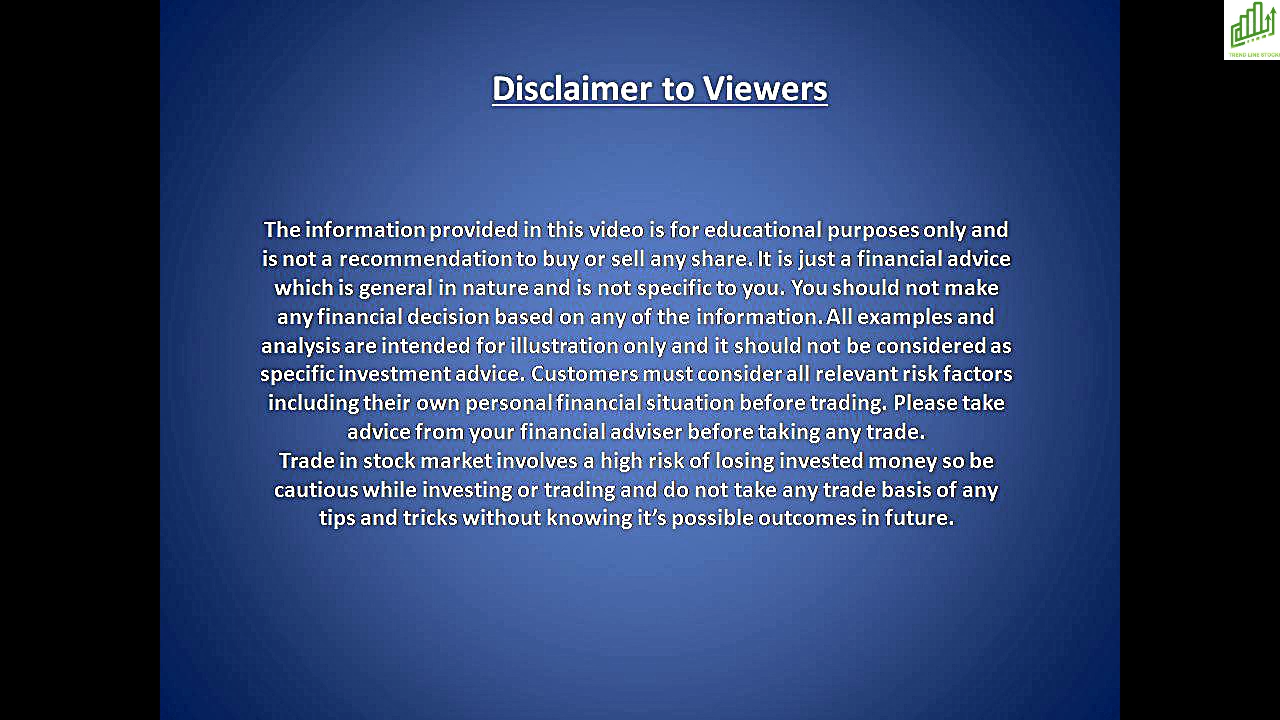 Disclaimer to Viewers
The information provided in this video is for educational purposes only and
is not a recommendation to buy or sell any share. It is just a financial advice
which is general in nature and is not specific to you. You should not make
any financial decision based on any of the information. All examples and
analysis are intended for illustration only and it should not be considered as
specific investment advice. Customers must consider all relevant risk factors
including their own personal financial situation before trading. Please take
advice from your financial adviser before taking any trade.
Trade in stock market involves a high risk of losing invested money so be
cautious while investing or trading and do not take any trade basis of any
tips and tricks without knowing it's possible outcomes in future.
TREND LINE